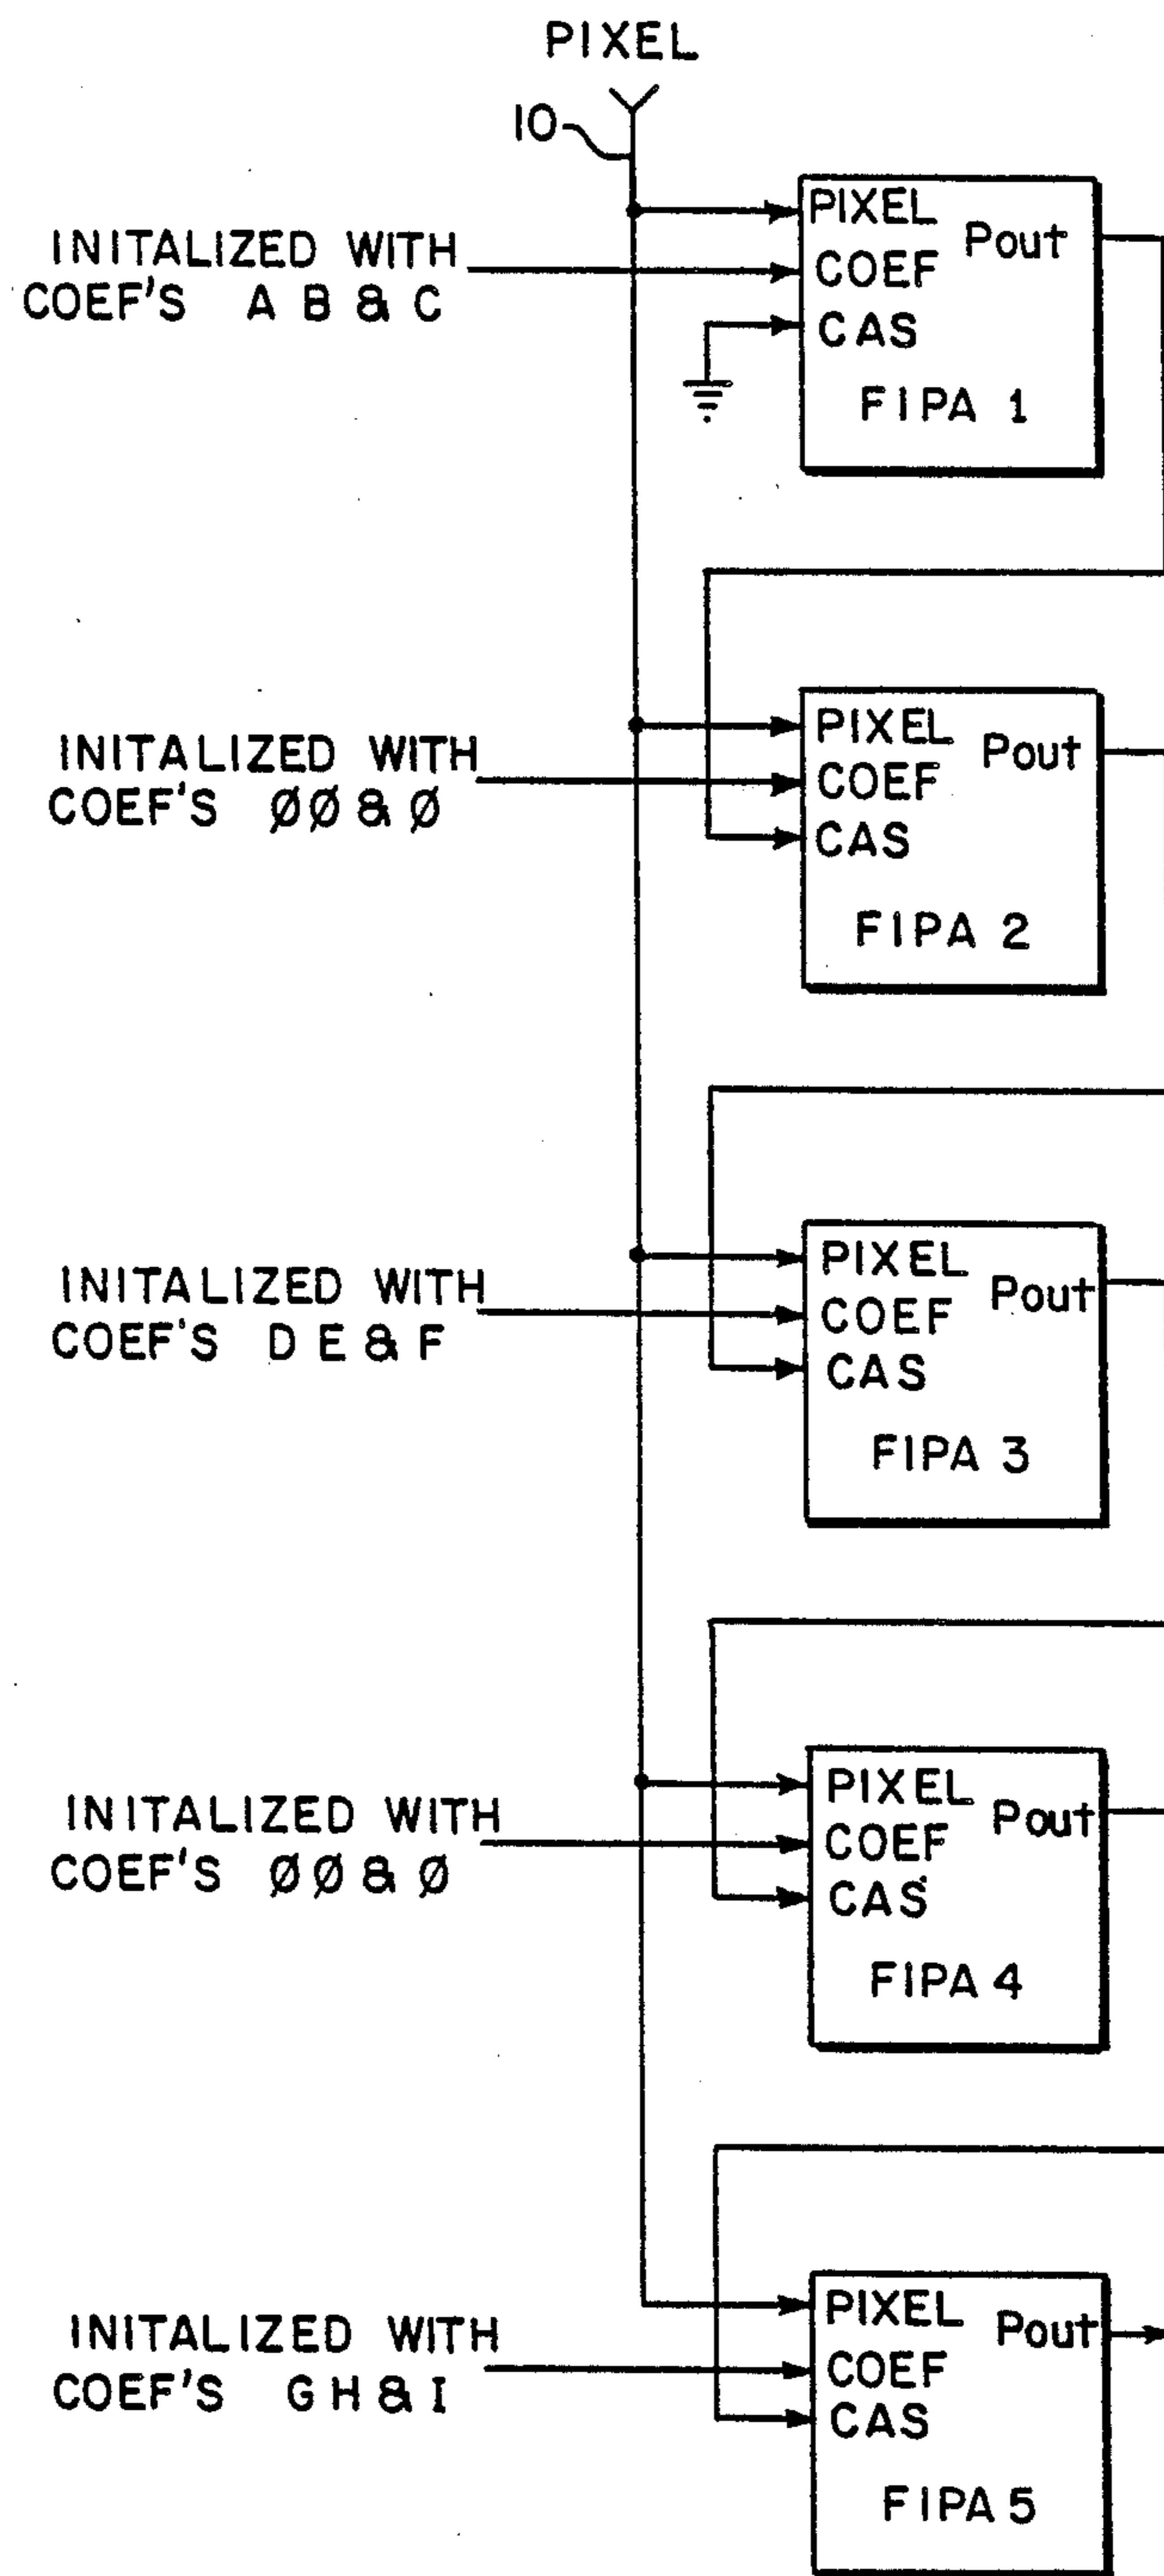 PIXEL
10
INITALIZED WITH
COEF'S A B & C
PIXEL
COEF
CAS
Pout
FIPA 1
INITALIZED WITH
COEF'S ØØ & Ø
PIXEL
COEF
CAS
Pout
FIPA 2
INITALIZED WITH
COEF'S D E & F
PIXEL
COEF
CAS
Pout
FIPA 3
INITALIZED WITH
COEF'S ØØ & Ø
PIXEL
COEF
CAS
Pout
FIPA 4
INITALIZED WITH
COEF'S G H & I
PIXEL
COEF
CAS
Pout
FIPA 5